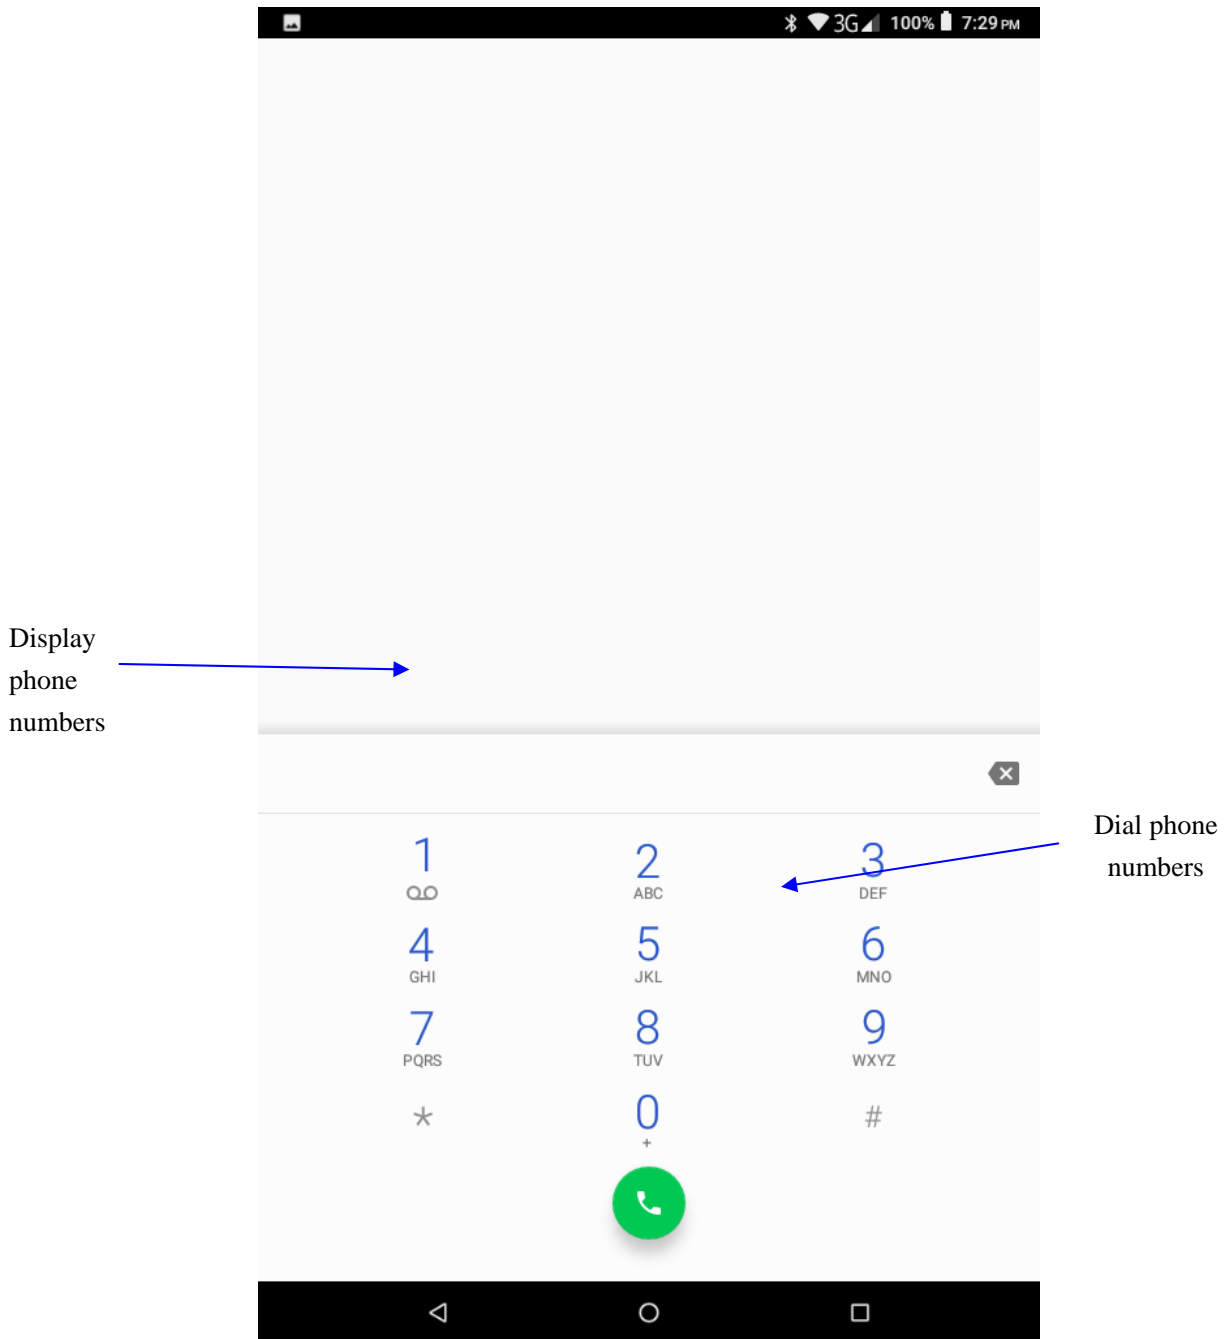 3G 100% 7:29 PM
Display
phone
numbers
Dial phone
numbers
1 2 3
ABC DEF
4 5 6
GHI JKL MNO
7 8 9
PQRS TUV WXYZ
* 0 #
+